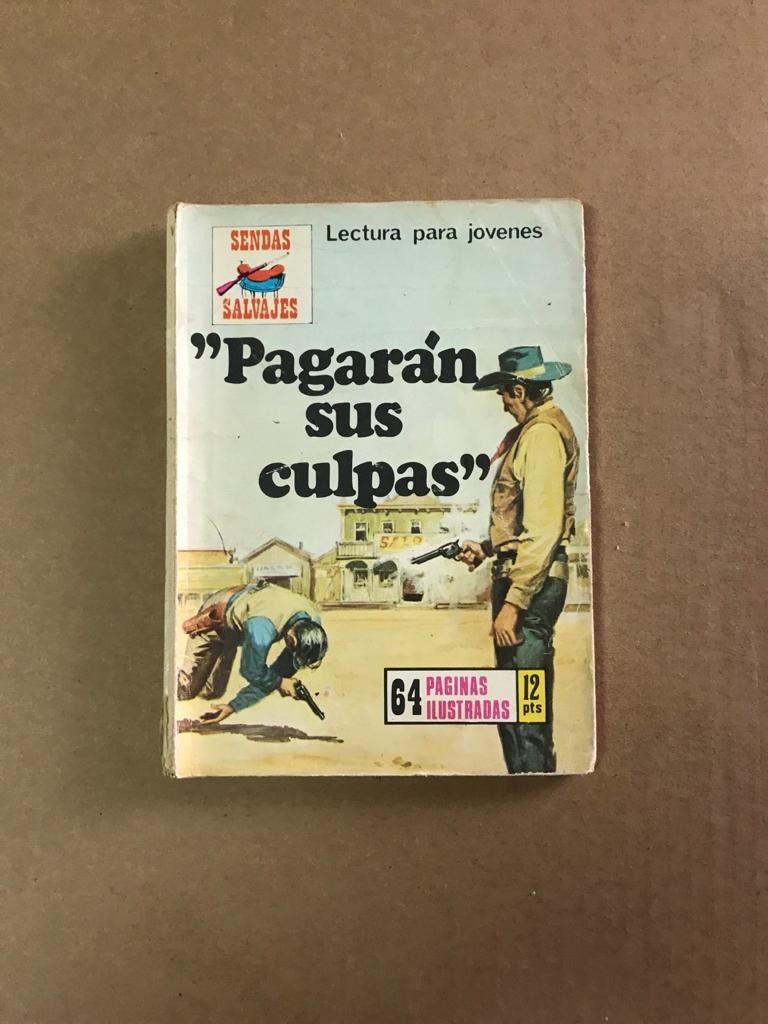 SENDAS
SALVAJES
Lectura para jovenes
”Pagarán
sus
culpas”
64 PAGINAS
ILUSTRADAS
12
pts